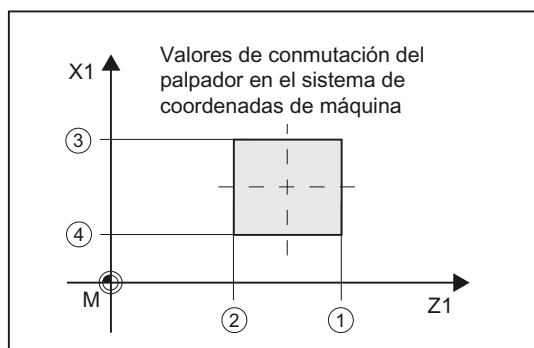 Valores de conmutación del
palpador en el sistema de
coordenadas de máquina
X1
3
4
M
2
1
Z1